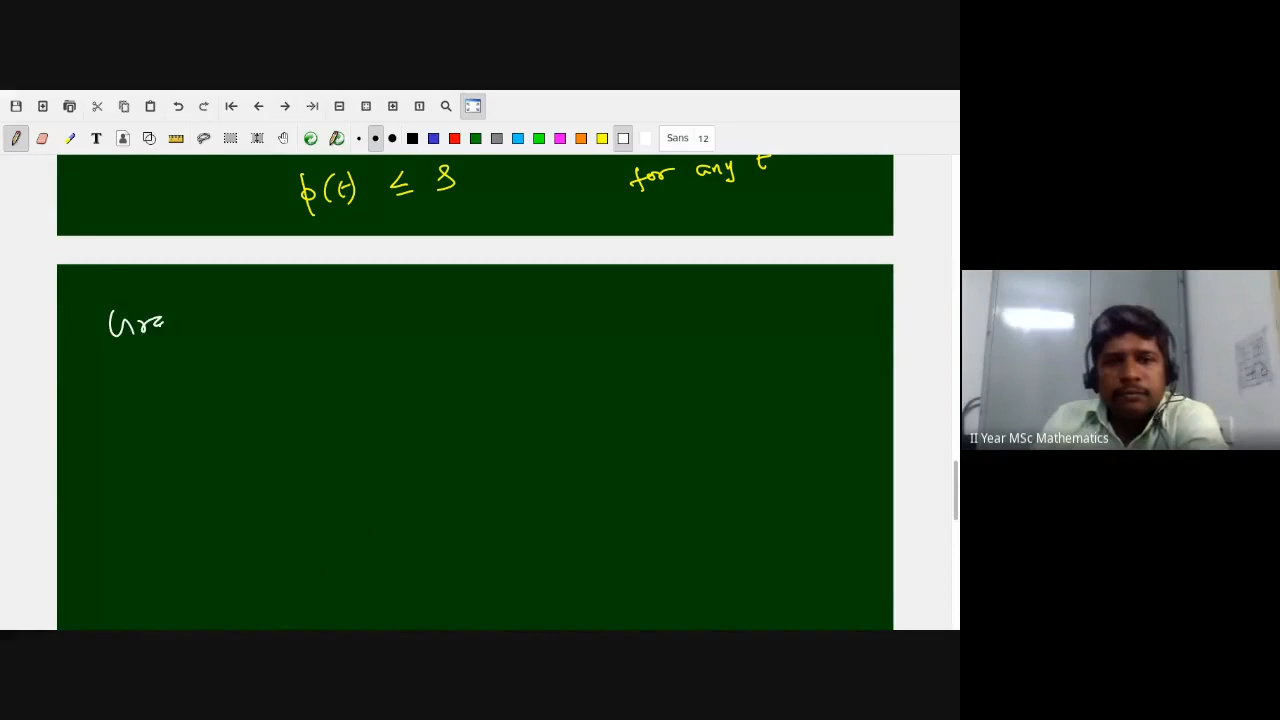 Sans 12
p(t) ≤ S for any t
Gra
II Year MSc Mathematics